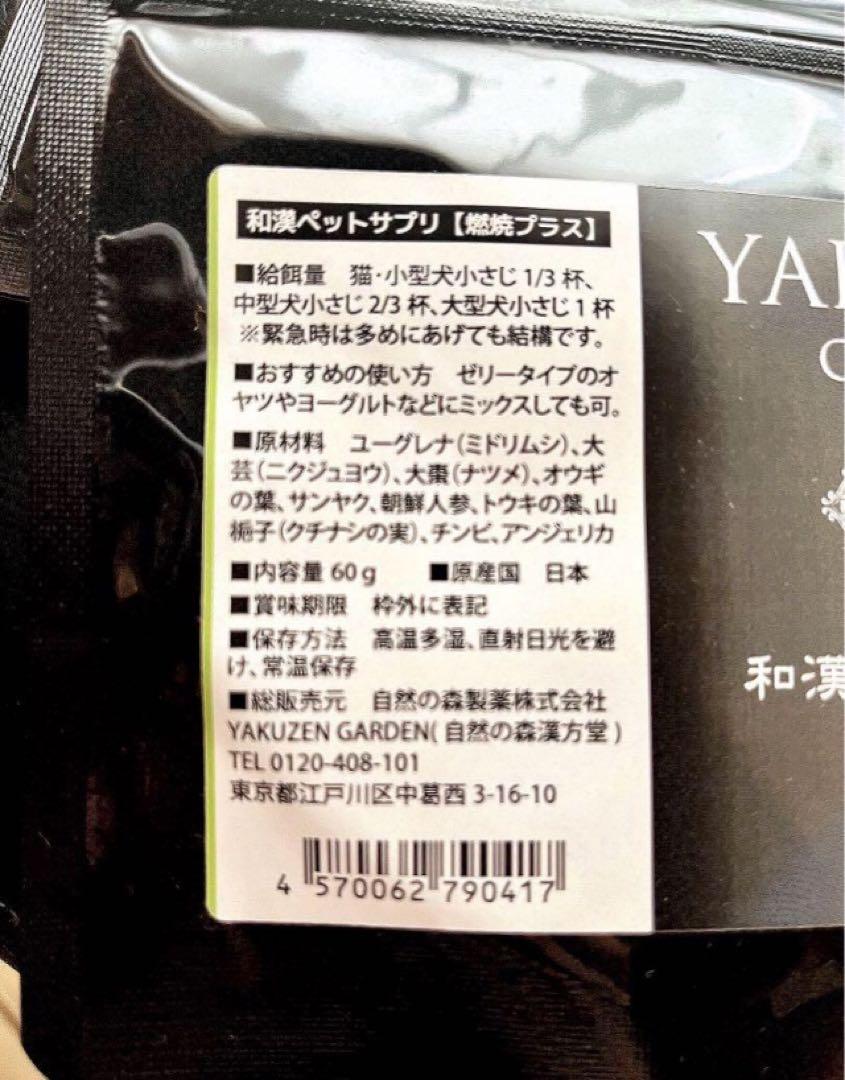 和漢ペットサプリ【燃焼プラス】
■給餌量 猫・小型犬小さじ1/3杯、
中型犬小さじ2/3杯、大型犬小さじ1杯
※緊急時は多めにあげても結構です。
■おすすめの使い方 ゼリータイプのオ
ヤツやヨーグルトなどにミックスしても可。
■原材料 ユーグレナ(ミドリムシ)、大
芸(ニクジュヨウ)、大棗(ナツメ)、オウギ
の葉、サンヤク、朝鮮人参、トウキの葉、山
梔子(クチナシの実)、チンピ、アンジェリカ
■内容量 60g ■原産国 日本
■賞味期限 枠外に表記
■保存方法 高温多湿、直射日光を避
け、常温保存
■総販売元 自然の森製薬株式会社
YAKUZEN GARDEN(自然の森漢方堂)
TEL 0120-408-101
東京都江戸川区中葛西3-16-10
4 570062 790417
和漢